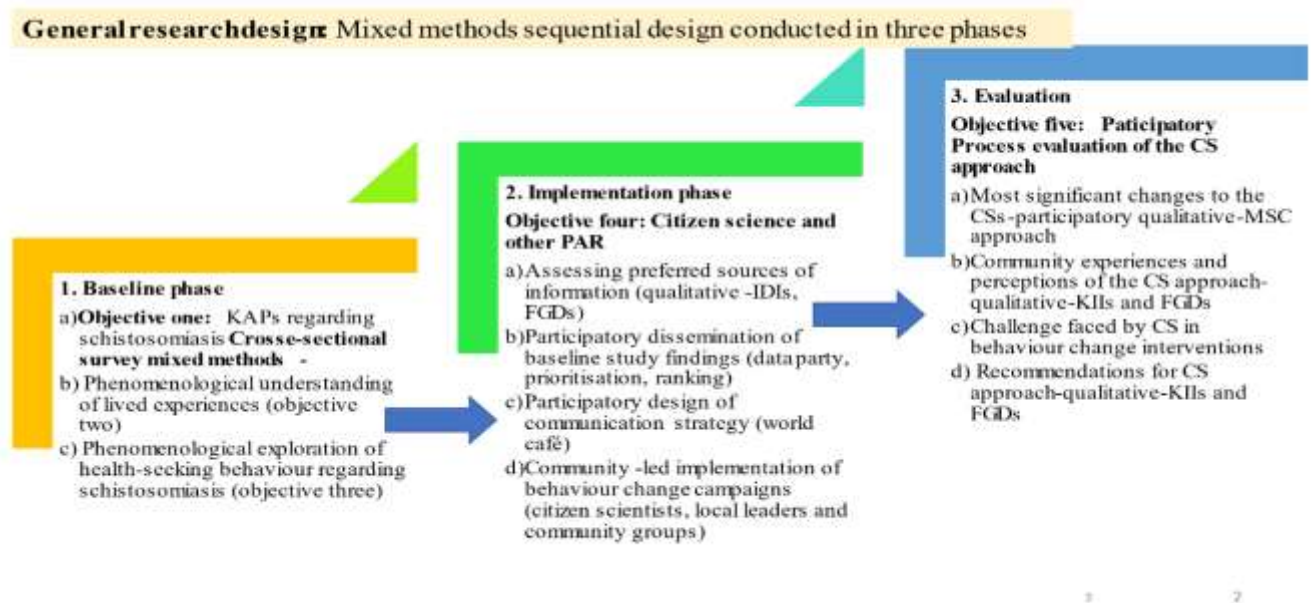 General research design: Mixed methods sequential design conducted in three phases
1. Baseline phase
a)Objective one: KAPs regarding
schistosomiasis Crosse-sectional
survey mixed methods -
b) Phenomenological understanding
of lived experiences (objective
two)
c) Phenomenological exploration of
health-seeking behaviour regarding
schistosomiasis (objective three)
2. Implementation phase
Objective four: Citizen science and
other PAR
a)Assessing preferred sources of
information (qualitative -IDIs,
FGDs)
b)Participatory dissemination of
baseline study findings (data party,
prioritisation, ranking)
c)Participatory design of
communication strategy (world
café)
d)Community -led implementation of
behaviour change campaigns
(citizen scientists, local leaders and
community groups)
3. Evaluation
Objective five: Paticipatory
Process evaluation of the CS
approach
a)Most significant changes to the
CSs-participatory qualitative-MSC
approach
b)Community experiences and
perceptions of the CS approach-
qualitative-KIIs and FGDs
c)Challenge faced by CS in
behaviour change interventions
d) Recommendations for CS
approach-qualitative-KIIs and
FGDs
2